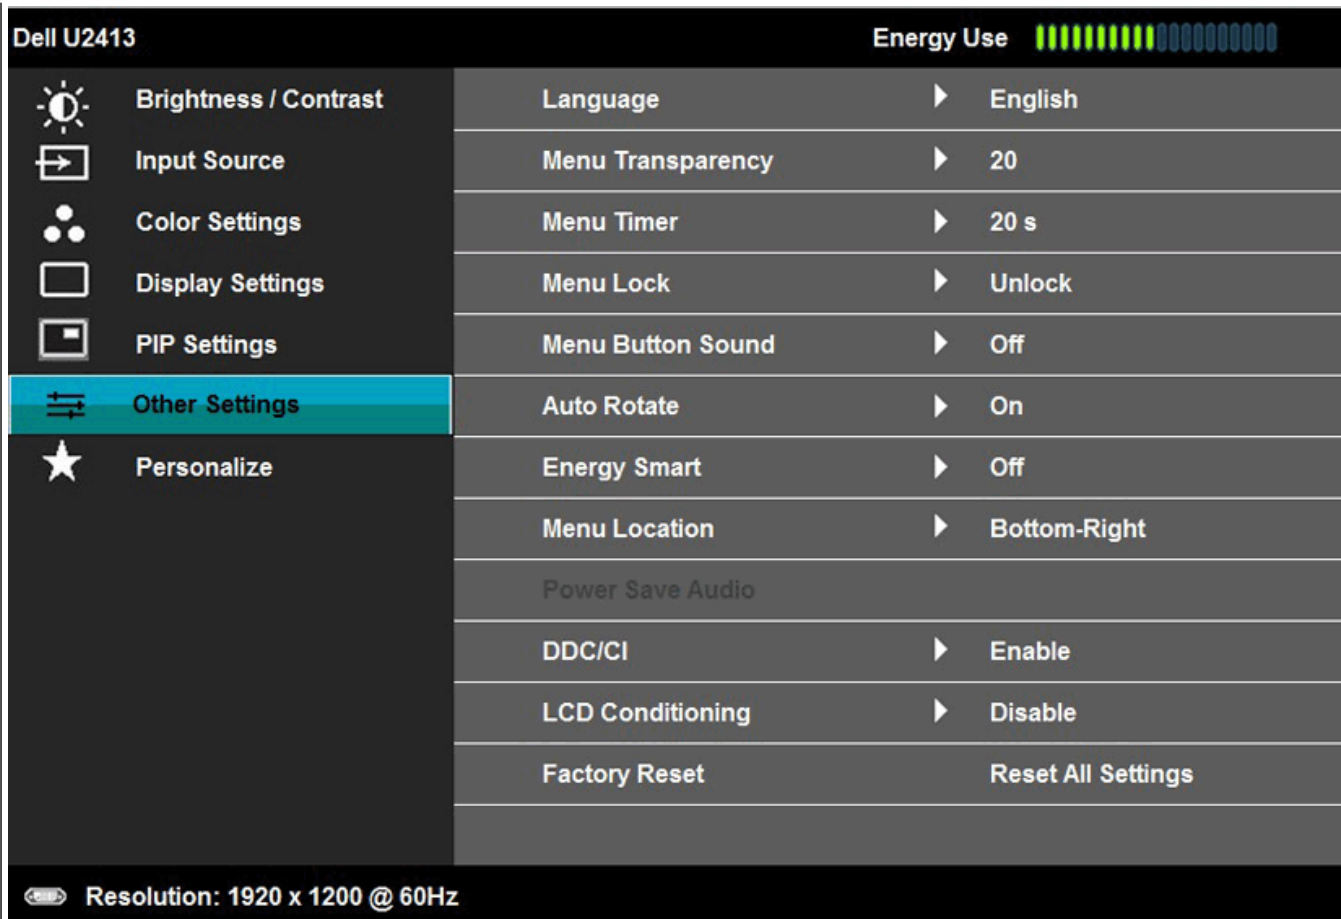 Dell U2413 Energy Use
Brightness / Contrast
Input Source
Color Settings
Display Settings
PIP Settings
Other Settings
Personalize
Language English
Menu Transparency 20
Menu Timer 20 s
Menu Lock Unlock
Menu Button Sound Off
Auto Rotate On
Energy Smart Off
Menu Location Bottom-Right
Power Save Audio
DDC/CI Enable
LCD Conditioning Disable
Factory Reset Reset All Settings
Resolution: 1920 x 1200 @ 60Hz